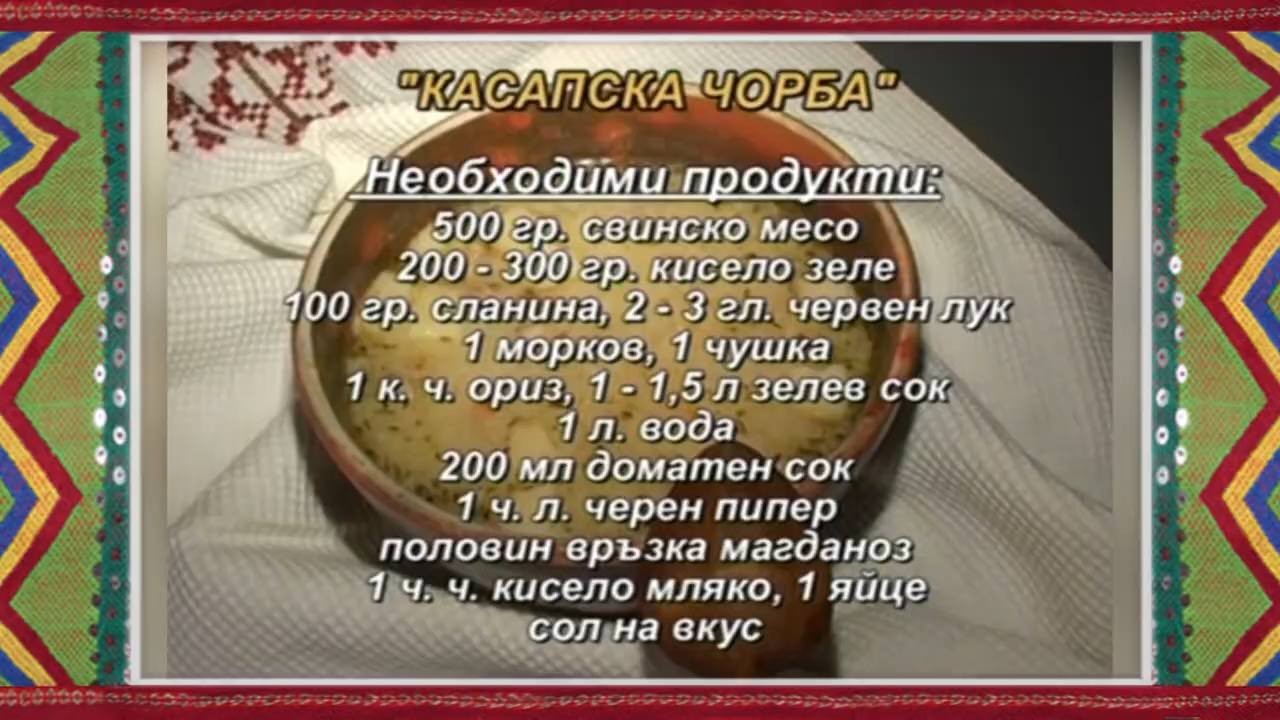 "КАСАПСКА ЧОРБА"
Необходими продукти:
500 гр. свинско месо
200 - 300 гр. кисело зеле
100 гр. сланина, 2 - 3 гл. червен лук
1 морков, 1 чушка
1 к. ч. ориз, 1 - 1,5 л зелев сок
1 л. вода
200 мл доматен сок
1 ч. л. черен пипер
половин връзка магданоз
1 ч. ч. кисело мляко, 1 яйце
сол на вкус